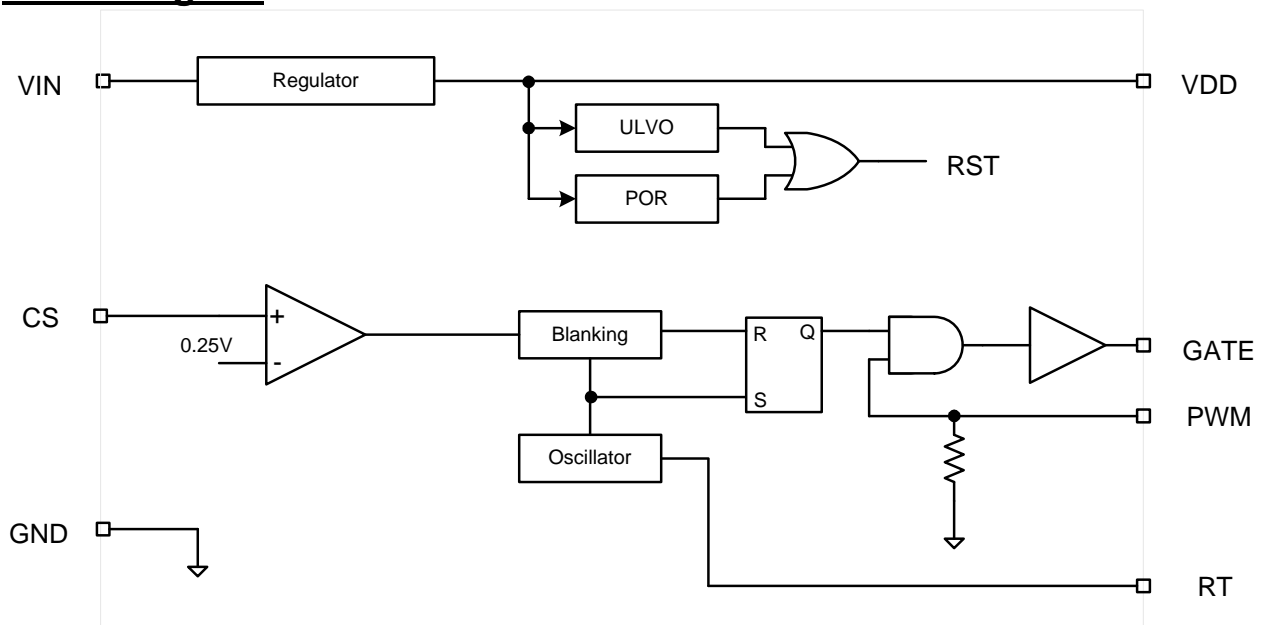 VIN
Regulator
VDD
ULVO
RST
POR
CS
+
0.25V
-
Blanking
R Q
S
GATE
PWM
Oscillator
GND
RT